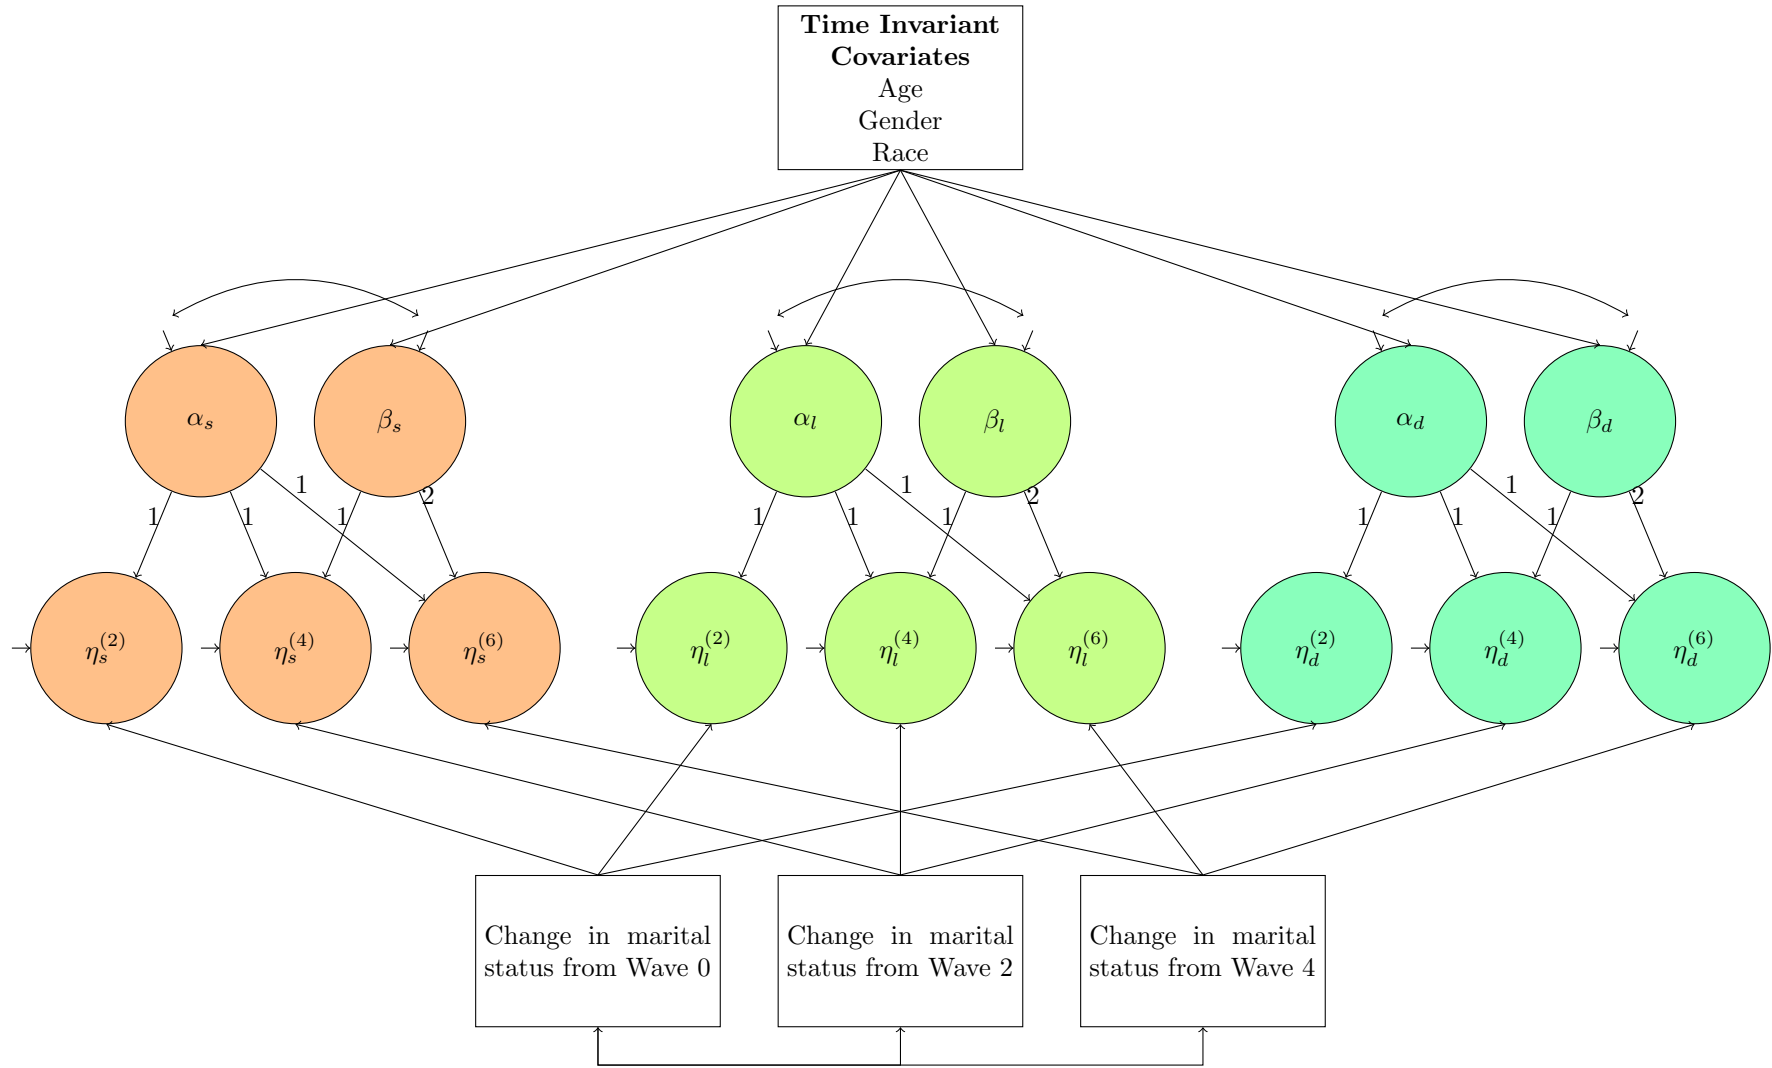 Time Invariant
Covariates
Age
Gender
Race
α_s
β_s
α_l
β_l
α_d
β_d
1
1
1
1
2
1
1
1
1
2
1
1
1
1
2
η_s^{(2)}
η_s^{(4)}
η_s^{(6)}
η_l^{(2)}
η_l^{(4)}
η_l^{(6)}
η_d^{(2)}
η_d^{(4)}
η_d^{(6)}
Change in marital
status from Wave 0
Change in marital
status from Wave 2
Change in marital
status from Wave 4